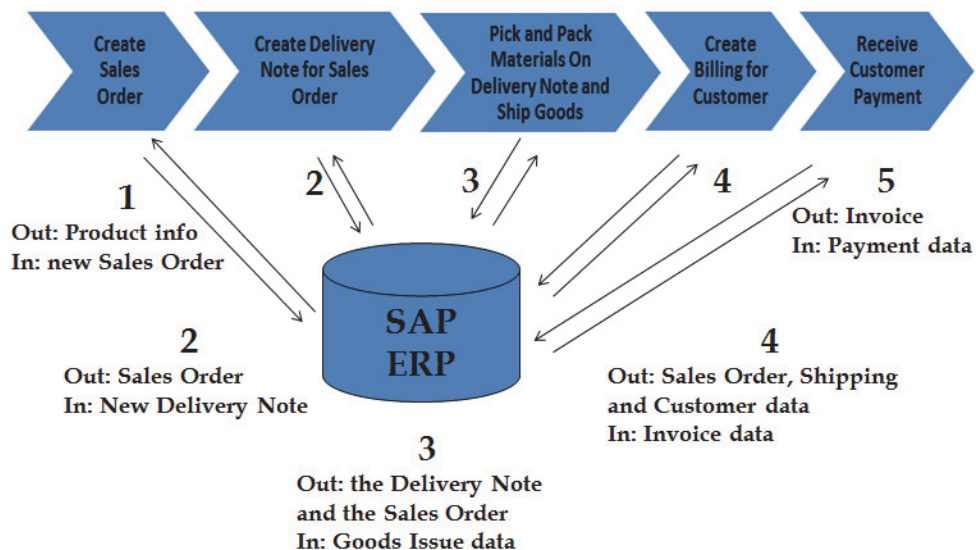 Create
Sales
Order
Create Delivery
Note for Sales
Order
Pick and Pack
Materials On
Delivery Note and
Ship Goods
Create
Billing for
Customer
Receive
Customer
Payment
1
Out: Product info
In: new Sales Order
2
3
4
5
Out: Invoice
In: Payment data
SAP
ERP
2
Out: Sales Order
In: New Delivery Note
4
Out: Sales Order, Shipping
and Customer data
In: Invoice data
3
Out: the Delivery Note
and the Sales Order
In: Goods Issue data